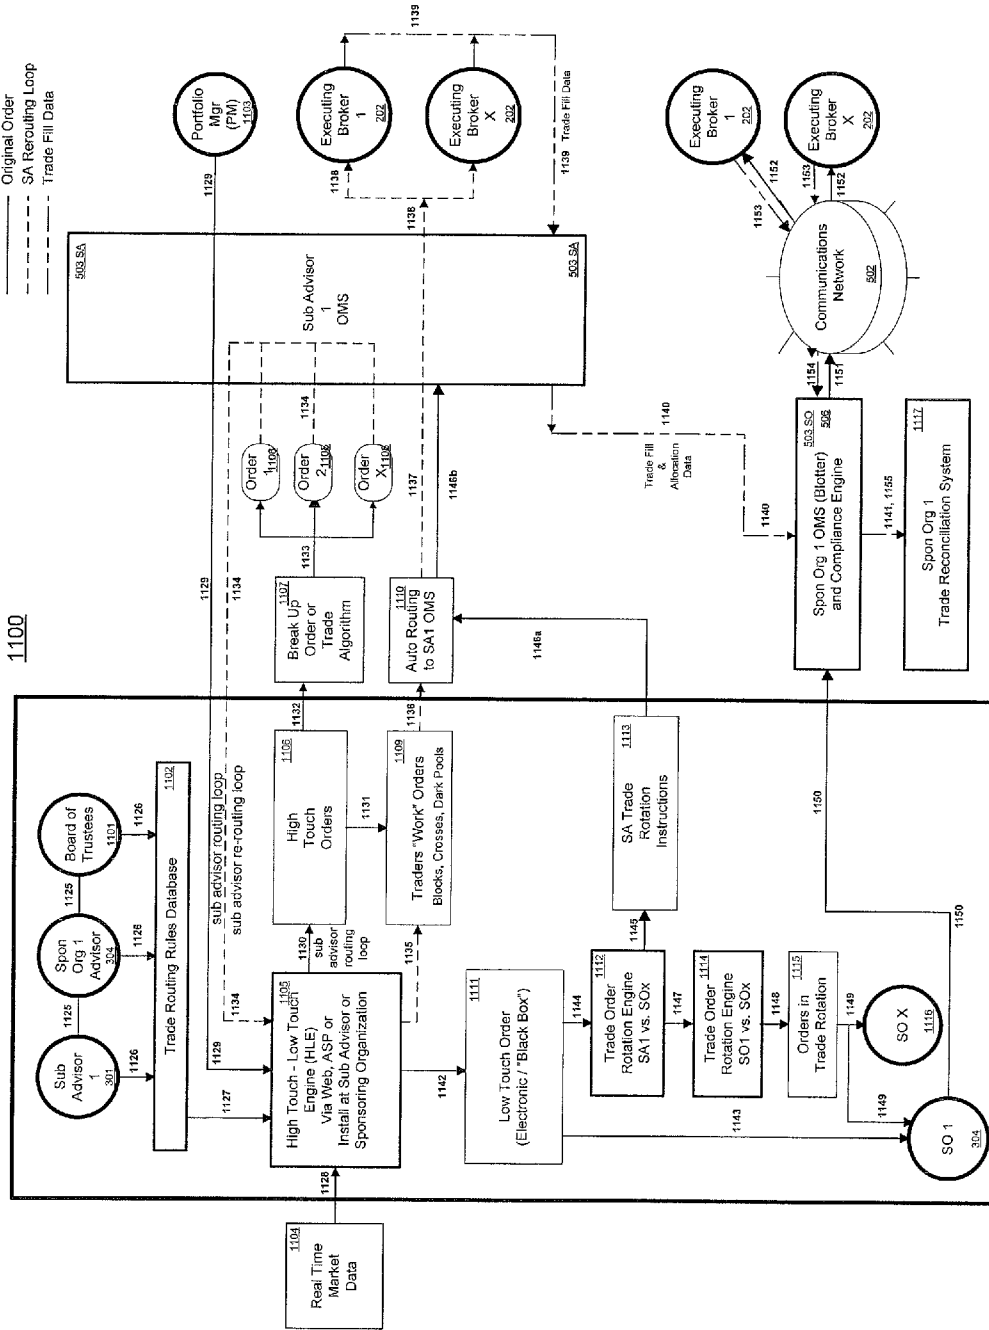 1100
Original Order
SA Rerouting Loop
Trade Fill Data
Sub
Advisor
1
301
1125
Spon
Org 1
Advisor
304
1125
Board of
Trustees
1101
1126
1126
1126
Trade Routing Rules Database
1102
Portfolio
Mgr
(PM)
1103
1129
1129
1129
sub advisor routing loop
sub advisor re-routing loop
1134
1134
1134
1127
Real Time
Market
Data
1104
1128
High Touch - Low Touch
Engine (HLE)
Via Web, ASP or
Install at Sub Advisor or
Sponsoring Organization
1105
1130
sub
advisor
routing
loop
High
Touch
Orders
1106
1132
Break Up
Order or
Trade
Algorithm
1107
1133
Order
1
1108
Order
2
1108
Order
X
1108
Sub Advisor
1
OMS
503 SA
503 SA
1131
1135
Traders "Work" Orders
Blocks, Crosses, Dark Pools
1109
1136
Auto Routing
to SA1 OMS
1110
1137
1138
1138
1138
Executing
Broker
1
202
Executing
Broker
X
202
1139
1139
Trade Fill Data
1146b
1146a
1140
Trade Fill
&
Allocation
Data
1140
1142
Low Touch Order
(Electronic / "Black Box")
1111
1143
1144
Trade Order
Rotation Engine
SA1 vs. SOx
1112
1145
SA Trade
Rotation
Instructions
1113
1147
Trade Order
Rotation Engine
SO1 vs. SOx
1114
1148
Orders in
Trade Rotation
1115
1149
1149
SO X
1116
SO 1
304
1150
1150
Spon Org 1 OMS (Blotter)
and Compliance Engine
503 SO
506
1141, 1155
Spon Org 1
Trade Reconciliation System
1117
1154
1151
Communications
Network
502
1152
1153
1163
1152
Executing
Broker
1
202
Executing
Broker
X
202